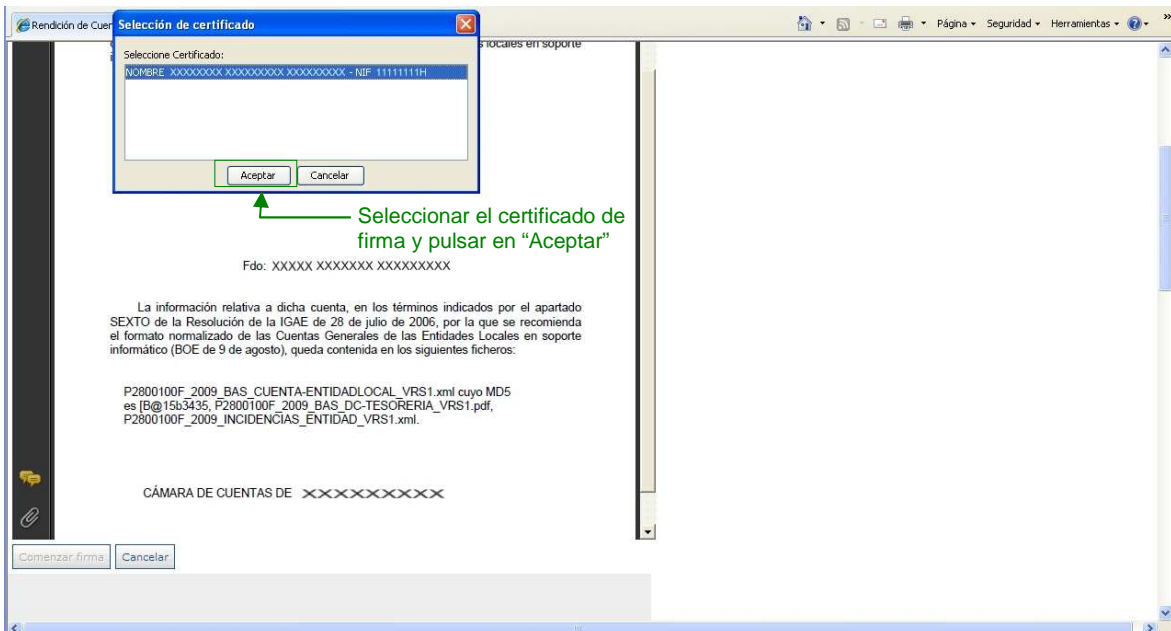 Rendición de Cuen
Selección de certificado
Página
Seguridad
Herramientas
»
Seleccione Certificado:
NOMBRE XXXXXXXX XXXXXXXXX XXXXXXXXX - NIF 11111111H
s locales en soporte
Aceptar
Cancelar
Seleccionar el certificado de
firma y pulsar en “Aceptar”
Fdo: XXXXX XXXXXXX XXXXXXXXX
La información relativa a dicha cuenta, en los términos indicados por el apartado
SEXTO de la Resolución de la IGAE de 28 de julio de 2006, por la que se recomienda
el formato normalizado de las Cuentas Generales de las Entidades Locales en soporte
informático (BOE de 9 de agosto), queda contenida en los siguientes ficheros:
P2800100F_2009_BAS_CUENTA-ENTIDADLOCAL_VRS1.xml cuyo MD5
es [B@15b3435, P2800100F_2009_BAS_DC-TESORERIA_VRS1.pdf,
P2800100F_2009_INCIDENCIAS_ENTIDAD_VRS1.xml.
CÁMARA DE CUENTAS DE XXXXXXXXX
Comenzar firma
Cancelar